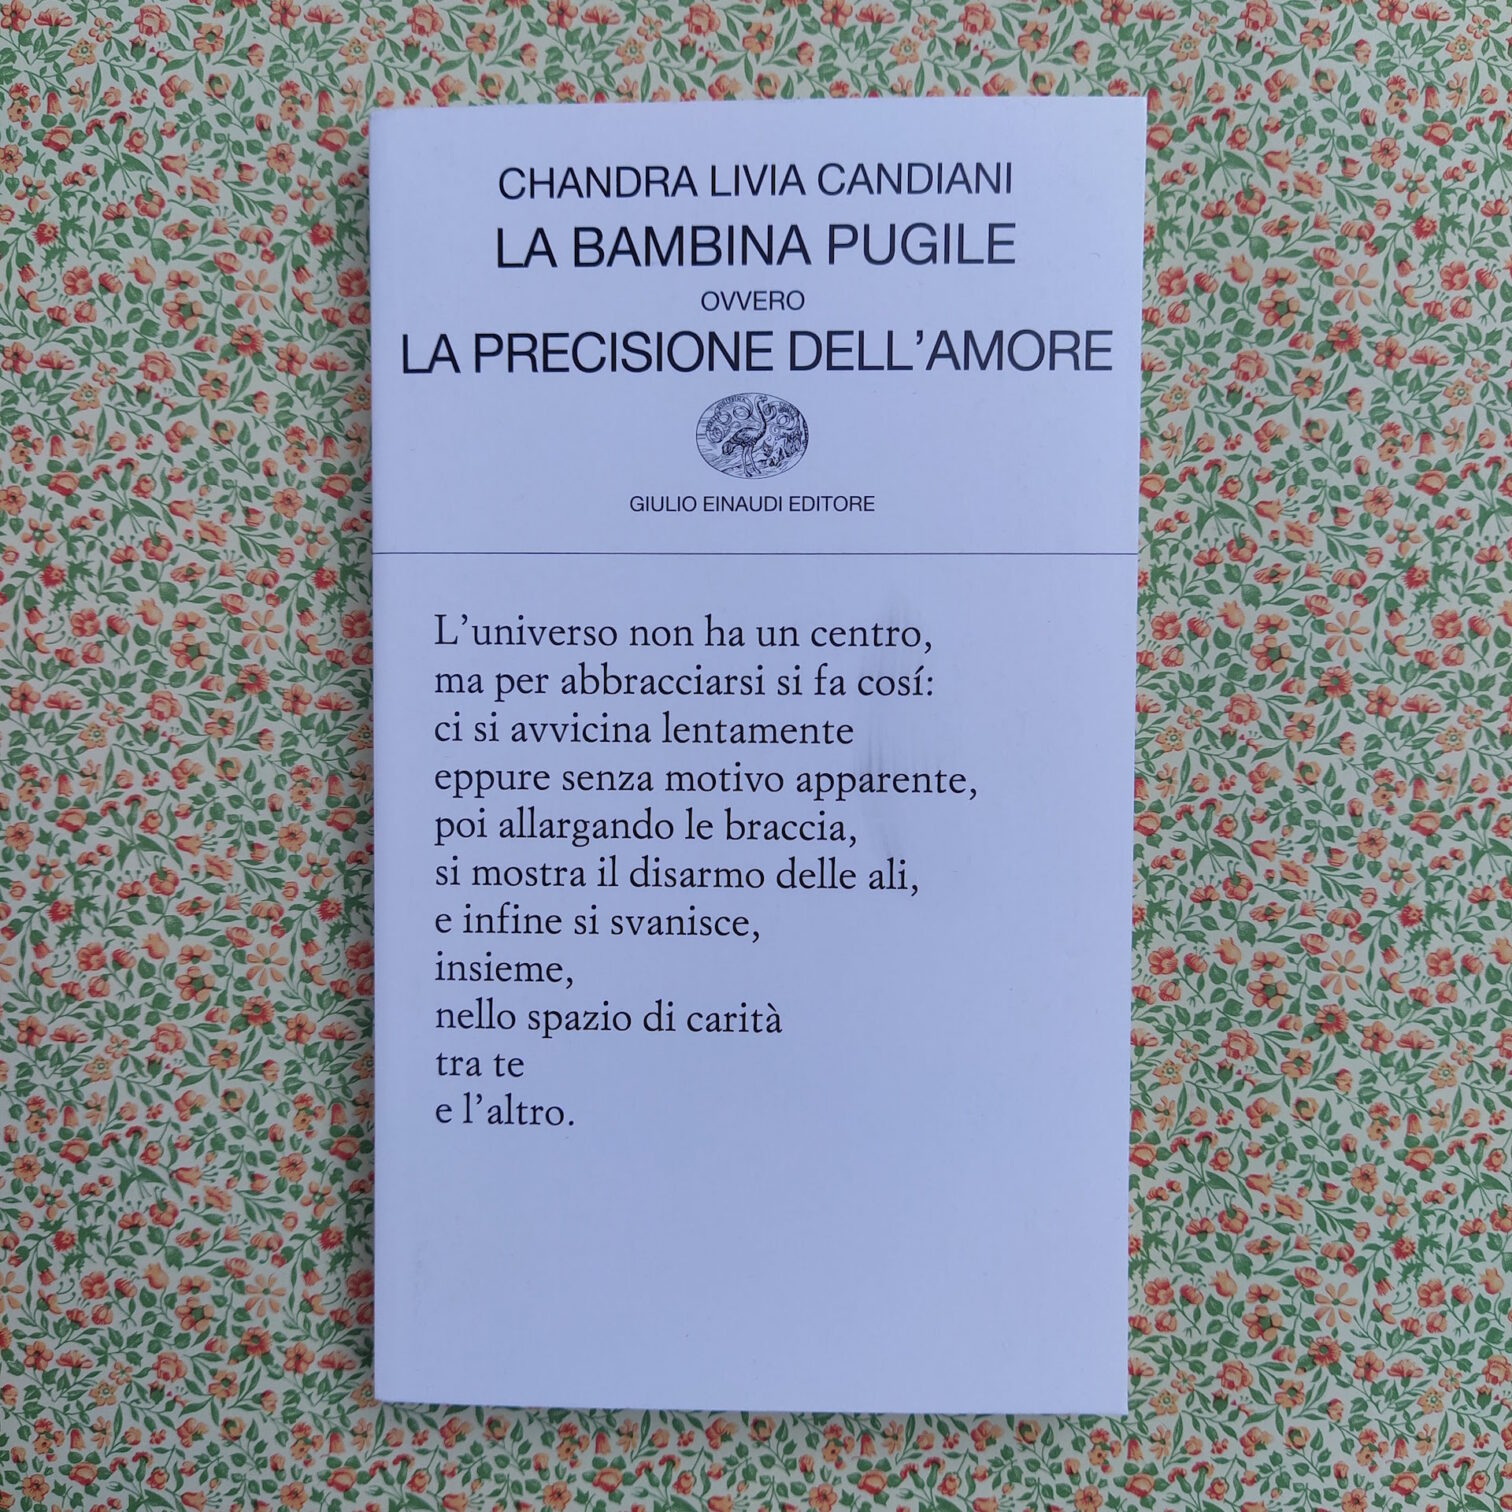 CHANDRA LIVIA CANDIANI
LA BAMBINA PUGILE
OVVERO
LA PRECISIONE DELL’AMORE
GIULIO EINAUDI EDITORE
L’universo non ha un centro,
ma per abbracciarsi si fa cosí:
ci si avvicina lentamente
eppure senza motivo apparente,
poi allargando le braccia,
si mostra il disarmo delle ali,
e infine si svanisce,
insieme,
nello spazio di carità
tra te
e l’altro.